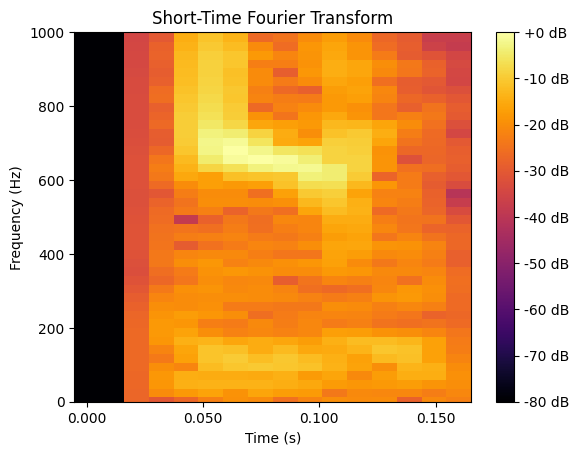 Short-Time Fourier Transform
1000
800
600
400
200
0
Frequency (Hz)
0.000
0.050
0.100
0.150
Time (s)
+0 dB
-10 dB
-20 dB
-30 dB
-40 dB
-50 dB
-60 dB
-70 dB
-80 dB